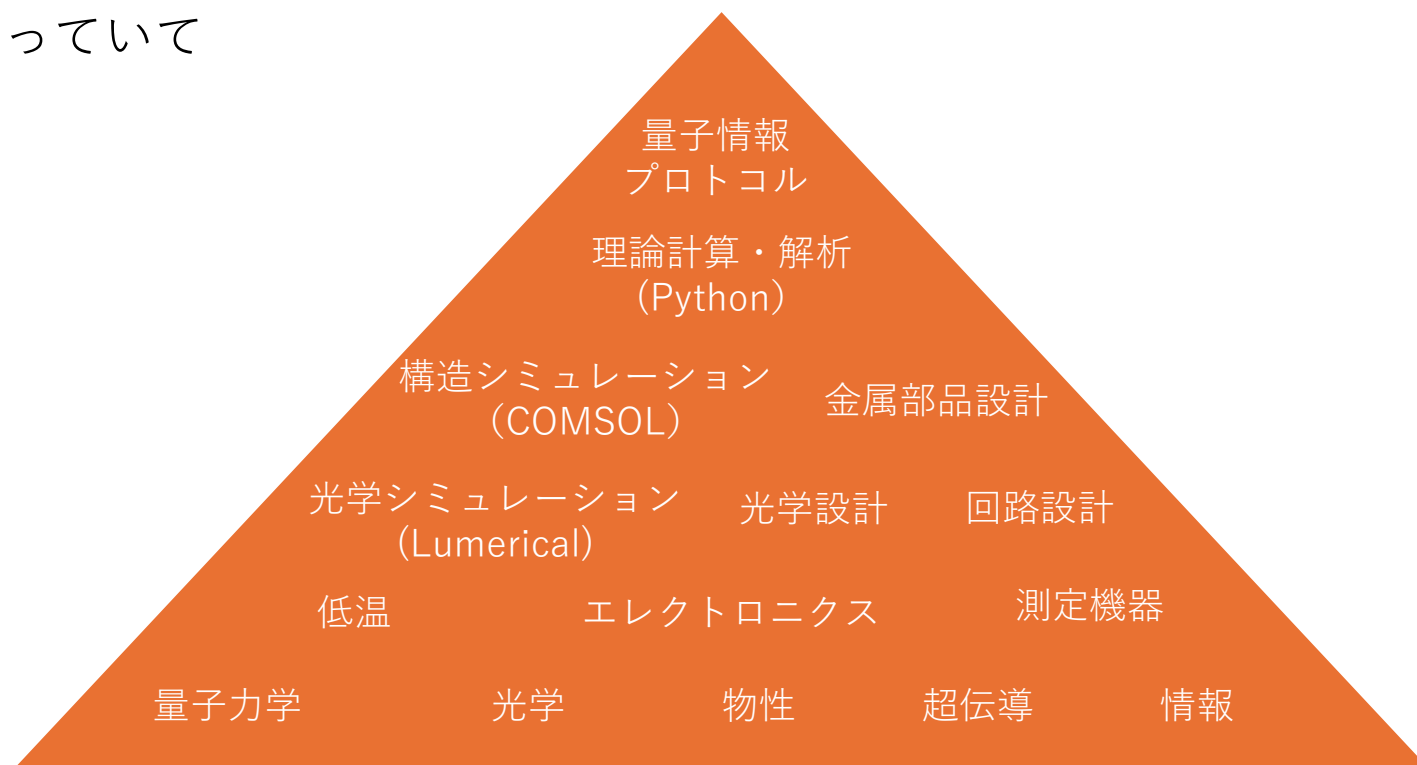 っていて
量子情報
プロトコル
理論計算・解析
（Python）
構造シミュレーション
（COMSOL）
金属部品設計
光学シミュレーション
(Lumerical)
光学設計
回路設計
低温
エレクトロニクス
測定機器
量子力学
光学
物性
超伝導
情報